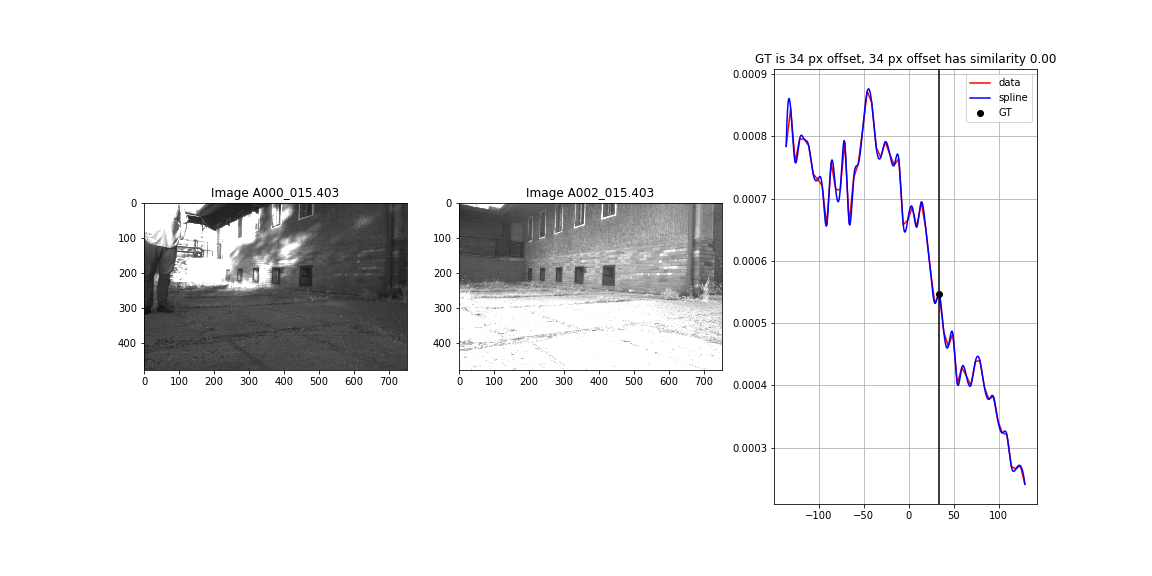 GT is 34 px offset, 34 px offset has similarity 0.00
Image A000_015.403
0
100
200
300
400
0 100 200 300 400 500 600 700
Image A002_015.403
0
100
200
300
400
0 100 200 300 400 500 600 700
0.0009
0.0008
0.0007
0.0006
0.0005
0.0004
0.0003
−100 −50 0 50 100
data
spline
GT